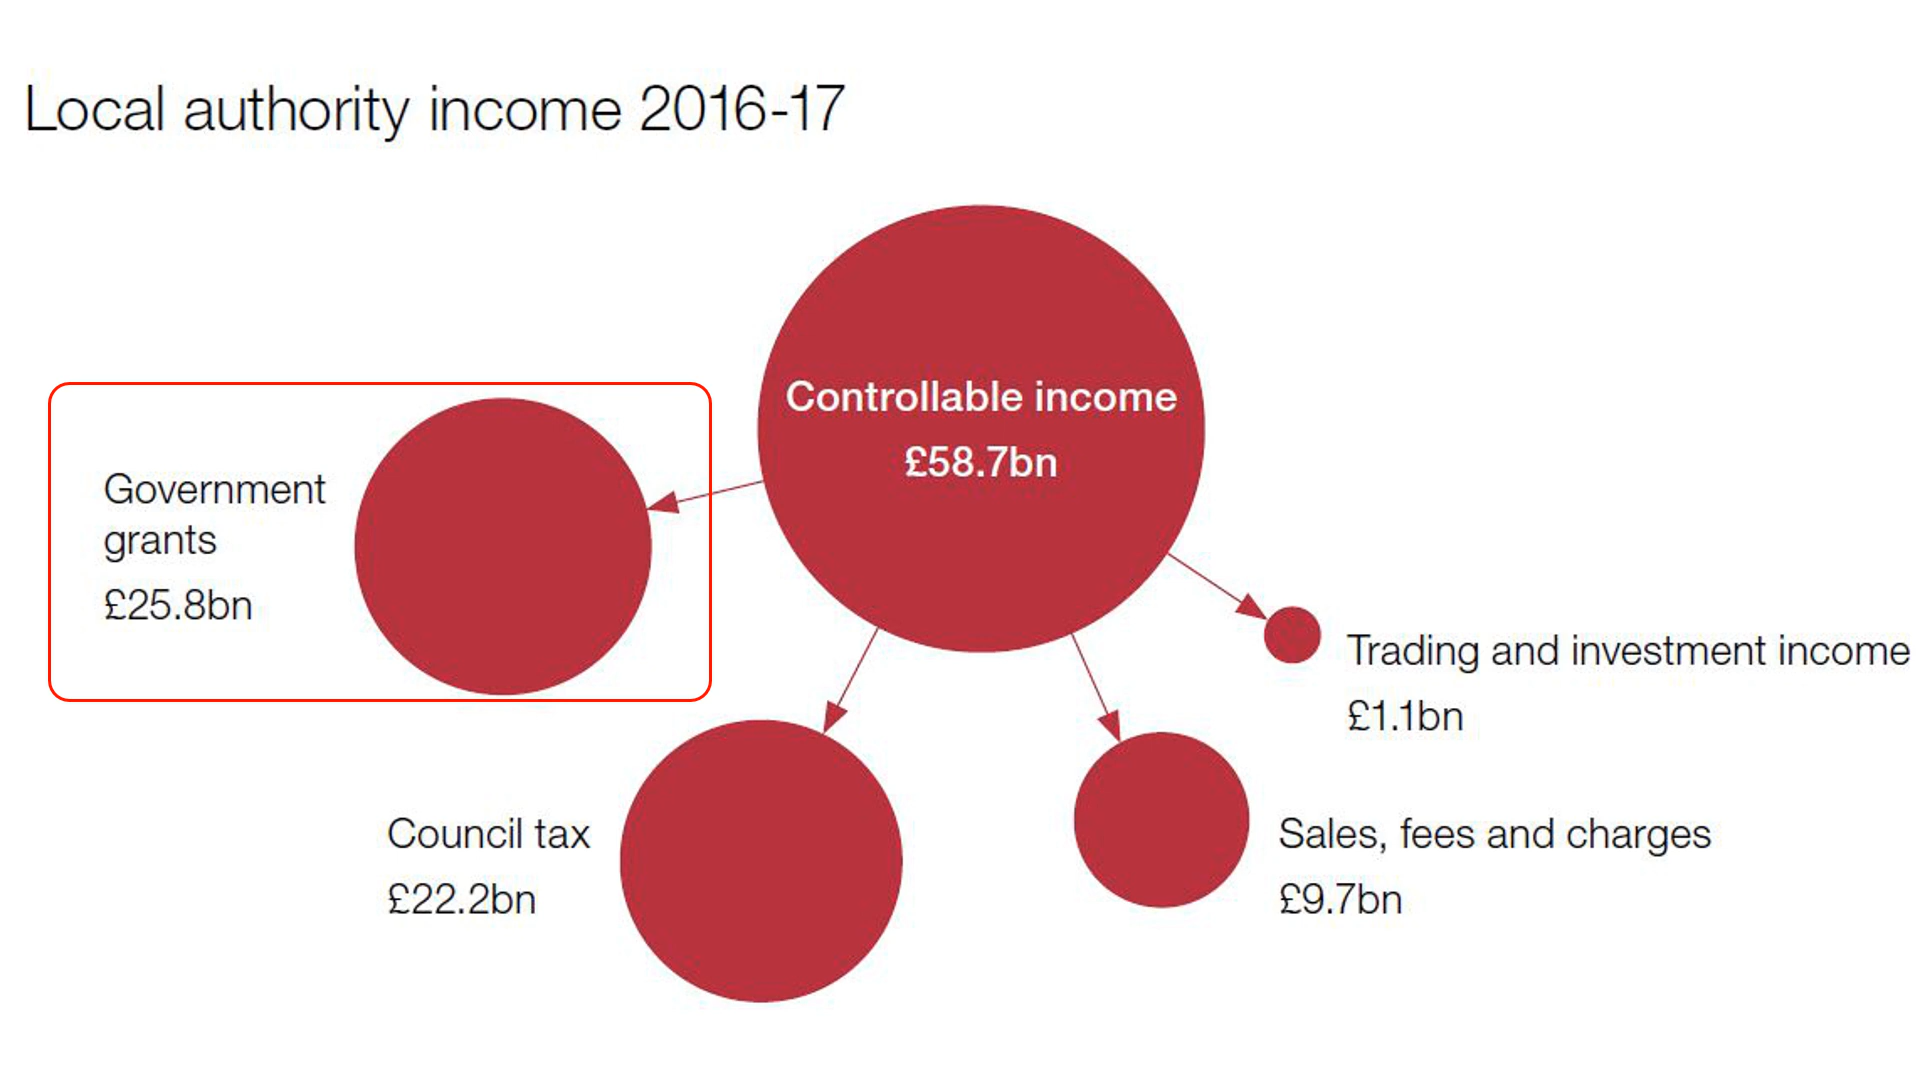 Local authority income 2016-17
Controllable income
£58.7bn
Government
grants
£25.8bn
Trading and investment income
£1.1bn
Council tax
£22.2bn
Sales, fees and charges
£9.7bn